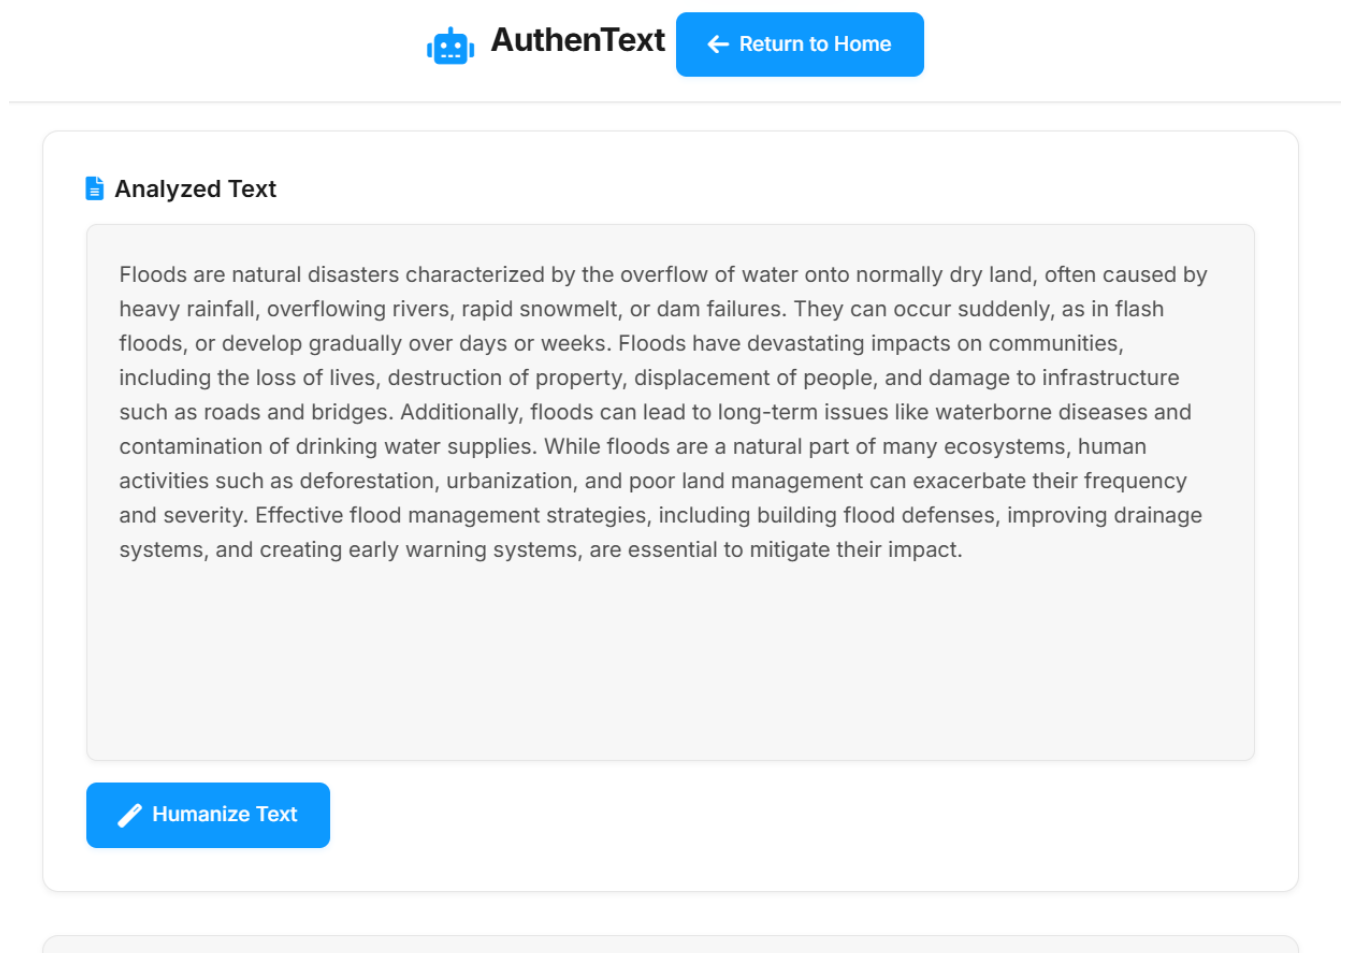 AuthenText
Return to Home
Analyzed Text
Floods are natural disasters characterized by the overflow of water onto normally dry land, often caused by
heavy rainfall, overflowing rivers, rapid snowmelt, or dam failures. They can occur suddenly, as in flash
floods, or develop gradually over days or weeks. Floods have devastating impacts on communities,
including the loss of lives, destruction of property, displacement of people, and damage to infrastructure
such as roads and bridges. Additionally, floods can lead to long-term issues like waterborne diseases and
contamination of drinking water supplies. While floods are a natural part of many ecosystems, human
activities such as deforestation, urbanization, and poor land management can exacerbate their frequency
and severity. Effective flood management strategies, including building flood defenses, improving drainage
systems, and creating early warning systems, are essential to mitigate their impact.
Humanize Text